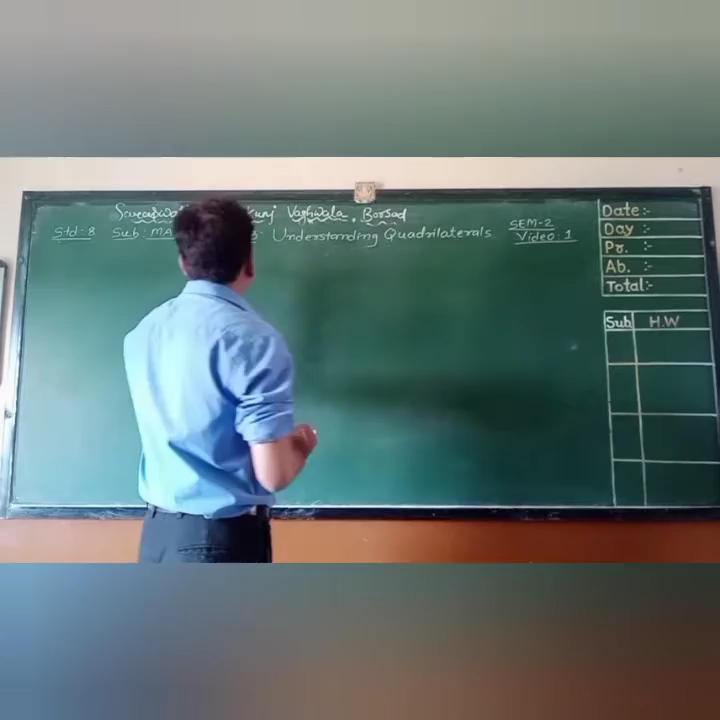 Kunj Vaghwala. Borsad
Std:8 Sub: MA Understanding Quadrilaterals
SEM-2
Video:1
Date:-
Day :-
Pr. :-
Ab. :-
Total:-
Sub H.W